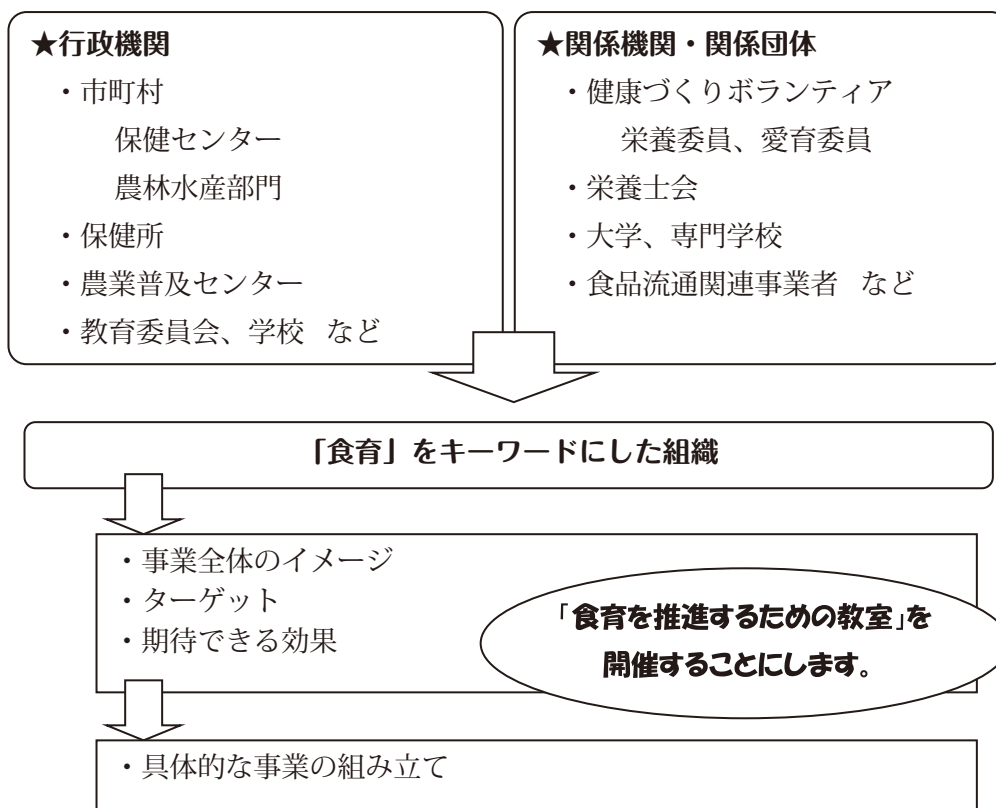 ★行政機関
・市町村
保健センター
農林水産部門
・保健所
・農業普及センター
・教育委員会、学校 など
★関係機関・関係団体
・健康づくりボランティア
栄養委員、愛育委員
・栄養士会
・大学、専門学校
・食品流通関連事業者 など
「食育」をキーワードにした組織
・事業全体のイメージ
・ターゲット
・期待できる効果
「食育を推進するための教室」を
開催することにします。
・具体的な事業の組み立て